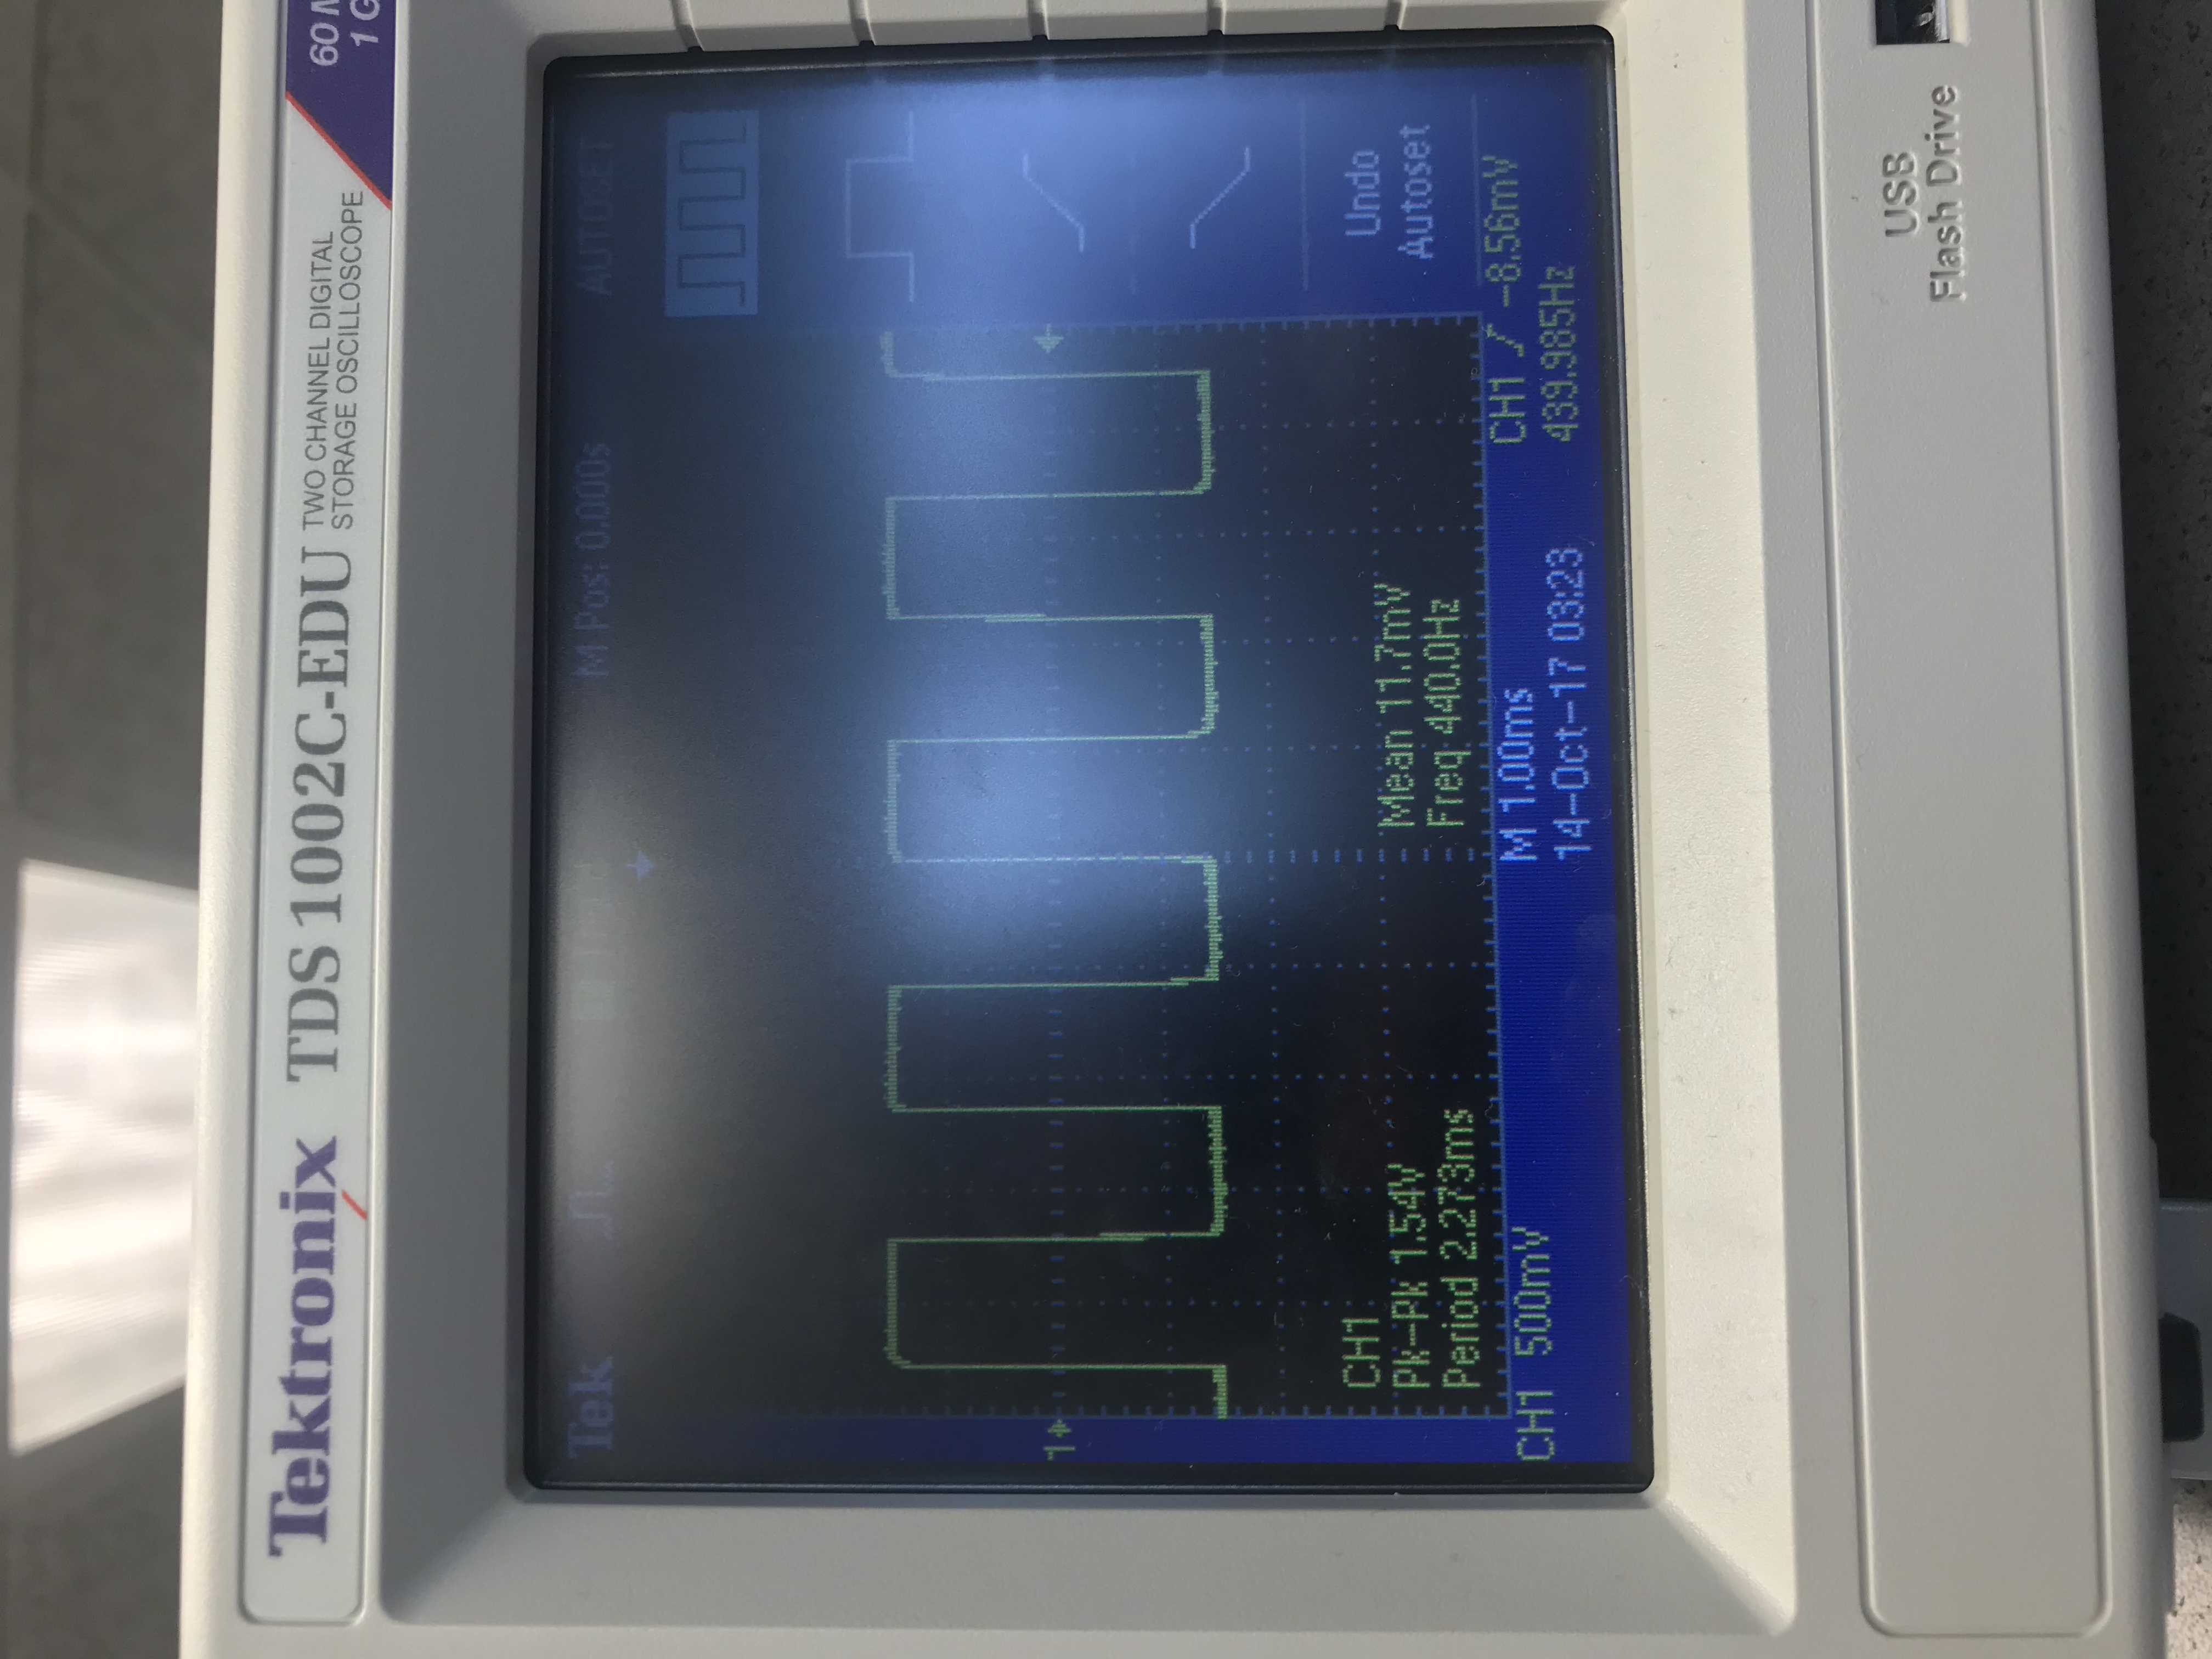 Tektronix TDS 1002C-EDU TWO CHANNEL DIGITAL
STORAGE OSCILLOSCOPE
60
1 G
Tek M Pos: 0.000s AUTOSET
1
CH1
Pk-Pk 1.54V Mean 11.7mV
Period 2.273ms Freq 440.0Hz
Undo
Autoset
CH1 500mV M 1.00ms CH1 -8.56mV
14-Oct-17 03:23 439.985Hz
USB
Flash Drive